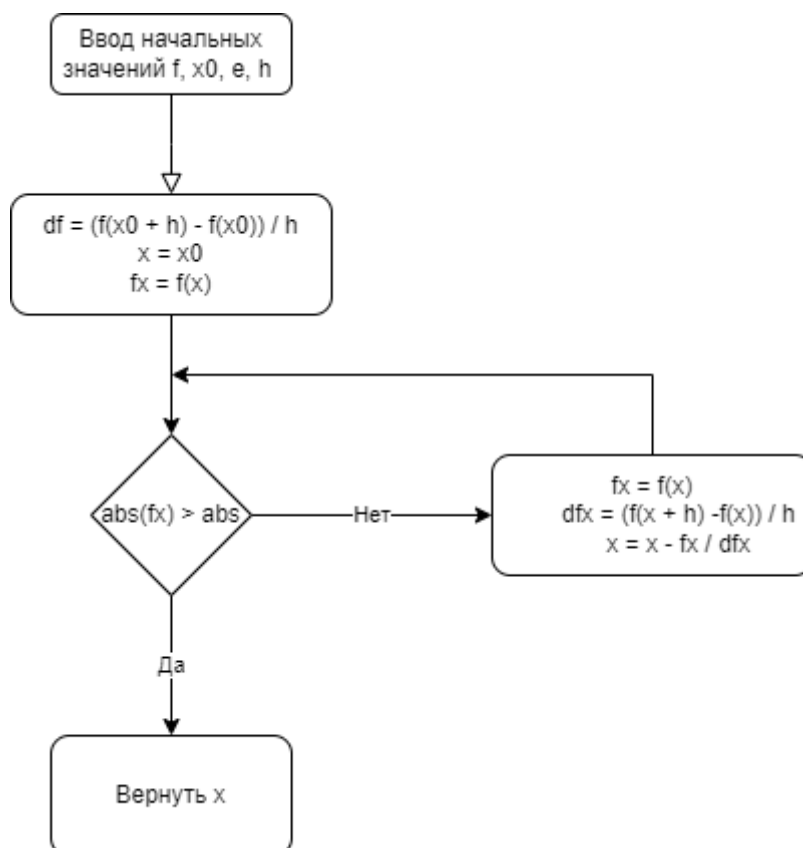 Ввод начальных
значений f, x0, e, h
df = (f(x0 + h) - f(x0)) / h
x = x0
fx = f(x)
abs(fx) > abs
Нет
fx = f(x)
dfx = (f(x + h) -f(x)) / h
x = x - fx / dfx
Да
Вернуть x